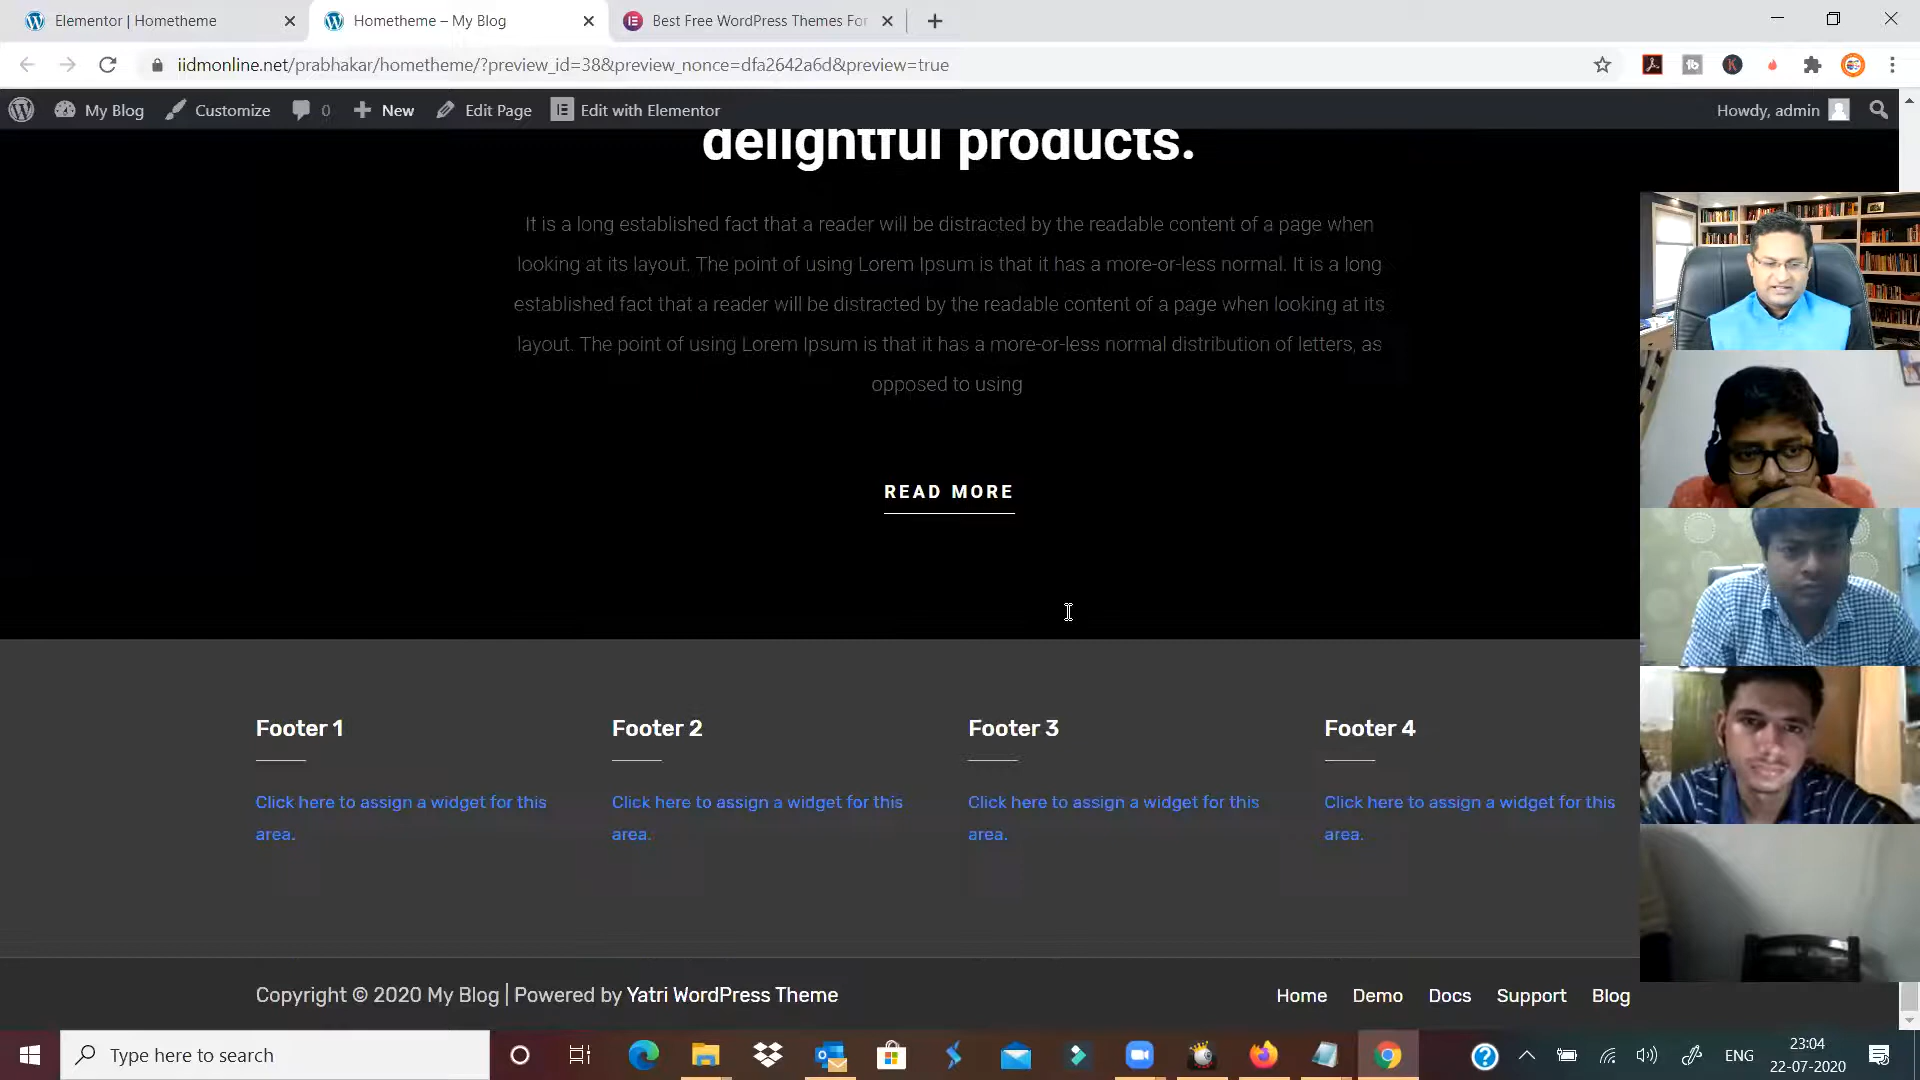 Elementor | Hometheme
Hometheme – My Blog
Best Free WordPress Themes For
iidmonline.net/prabhakar/hometheme/?preview_id=38&preview_nonce=dfa2642a6d&preview=true
My Blog
Customize
0
New
Edit Page
Edit with Elementor
Howdy, admin
delightful products.
It is a long established fact that a reader will be distracted by the readable content of a page when
looking at its layout. The point of using Lorem Ipsum is that it has a more-or-less normal. It is a long
established fact that a reader will be distracted by the readable content of a page when looking at its
layout. The point of using Lorem Ipsum is that it has a more-or-less normal distribution of letters, as
opposed to using
READ MORE
Footer 1
Click here to assign a widget for this
area.
Footer 2
Click here to assign a widget for this
area.
Footer 3
Click here to assign a widget for this
area.
Footer 4
Click here to assign a widget for this
area.
Copyright © 2020 My Blog | Powered by Yatri WordPress Theme
Home Demo Docs Support Blog
Type here to search
ENG
23:04
22-07-2020